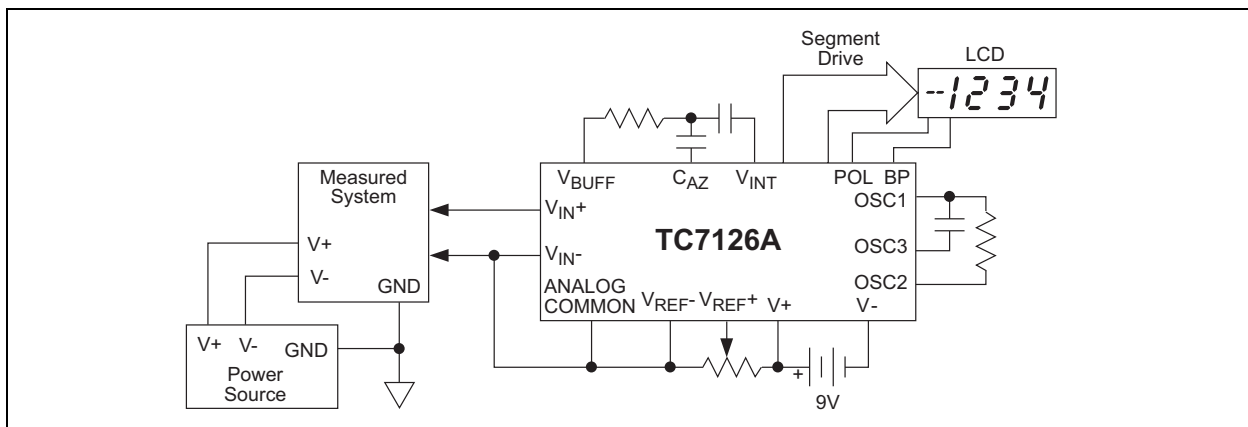 Segment
Drive
LCD
--1234
Measured
System
V+
V-
GND
V+ V- GND
Power
Source
VBUFF CAZ VINT POL BP
VIN+
VIN-
TC7126A
OSC1
OSC3
OSC2
ANALOG
COMMON
VREF- VREF+ V+ V-
+
9V